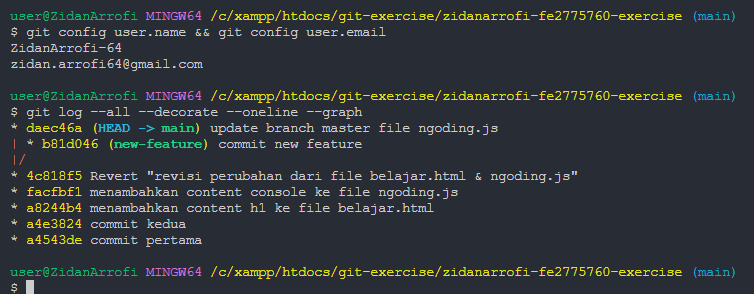 user@ZidanArrofi MINGW64 /c/xampp/htdocs/git-exercise/zidanarrofi-fe2775760-exercise (main)
$ git config user.name && git config user.email
ZidanArrofi-64
zidan.arrofi64@gmail.com
user@ZidanArrofi MINGW64 /c/xampp/htdocs/git-exercise/zidanarrofi-fe2775760-exercise (main)
$ git log --all --decorate --oneline --graph
* daec46a (HEAD -> main) update branch master file ngoding.js
| * b81d046 (new-feature) commit new feature
|/
* 4c818f5 Revert "revisi perubahan dari file belajar.html & ngoding.js"
* facfbf1 menambahkan content console ke file ngoding.js
* a8244b4 menambahkan content h1 ke file belajar.html
* a4e3824 commit kedua
* a4543de commit pertama
user@ZidanArrofi MINGW64 /c/xampp/htdocs/git-exercise/zidanarrofi-fe2775760-exercise (main)
$